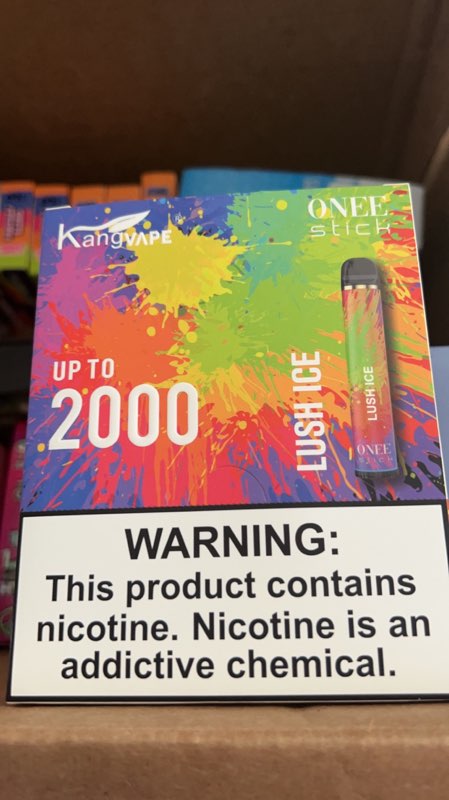 KangVAPE
ONEE
stick
UP TO
2000
LUSH ICE
LUSH ICE
ONEE
stick
WARNING:
This product contains
nicotine. Nicotine is an
addictive chemical.